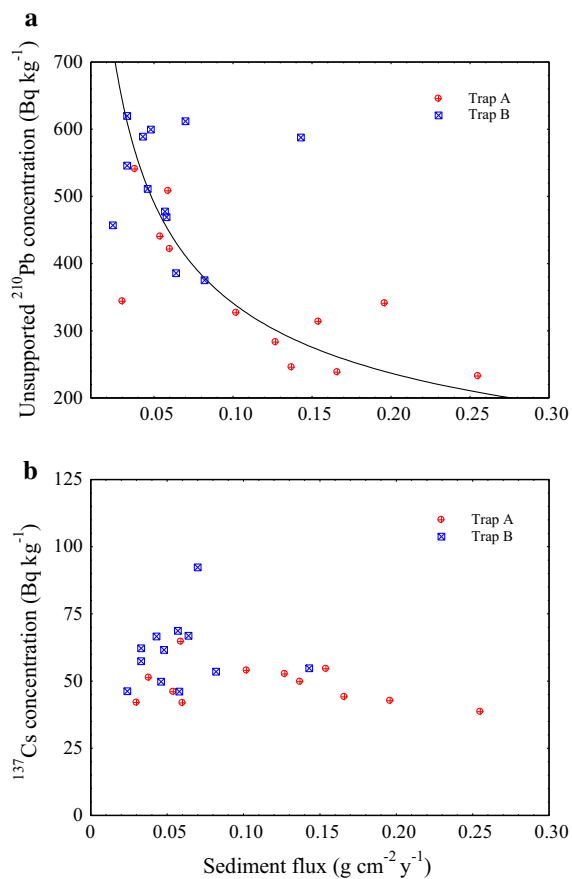 a
Unsupported ²¹⁰Pb concentration (Bq kg⁻¹)
700
600
500
400
300
200
Trap A
Trap B
0.05 0.10 0.15 0.20 0.25 0.30
b
¹³⁷Cs concentration (Bq kg⁻¹)
125
100
75
50
25
0
Trap A
Trap B
0 0.05 0.10 0.15 0.20 0.25 0.30
Sediment flux (g cm⁻² y⁻¹)